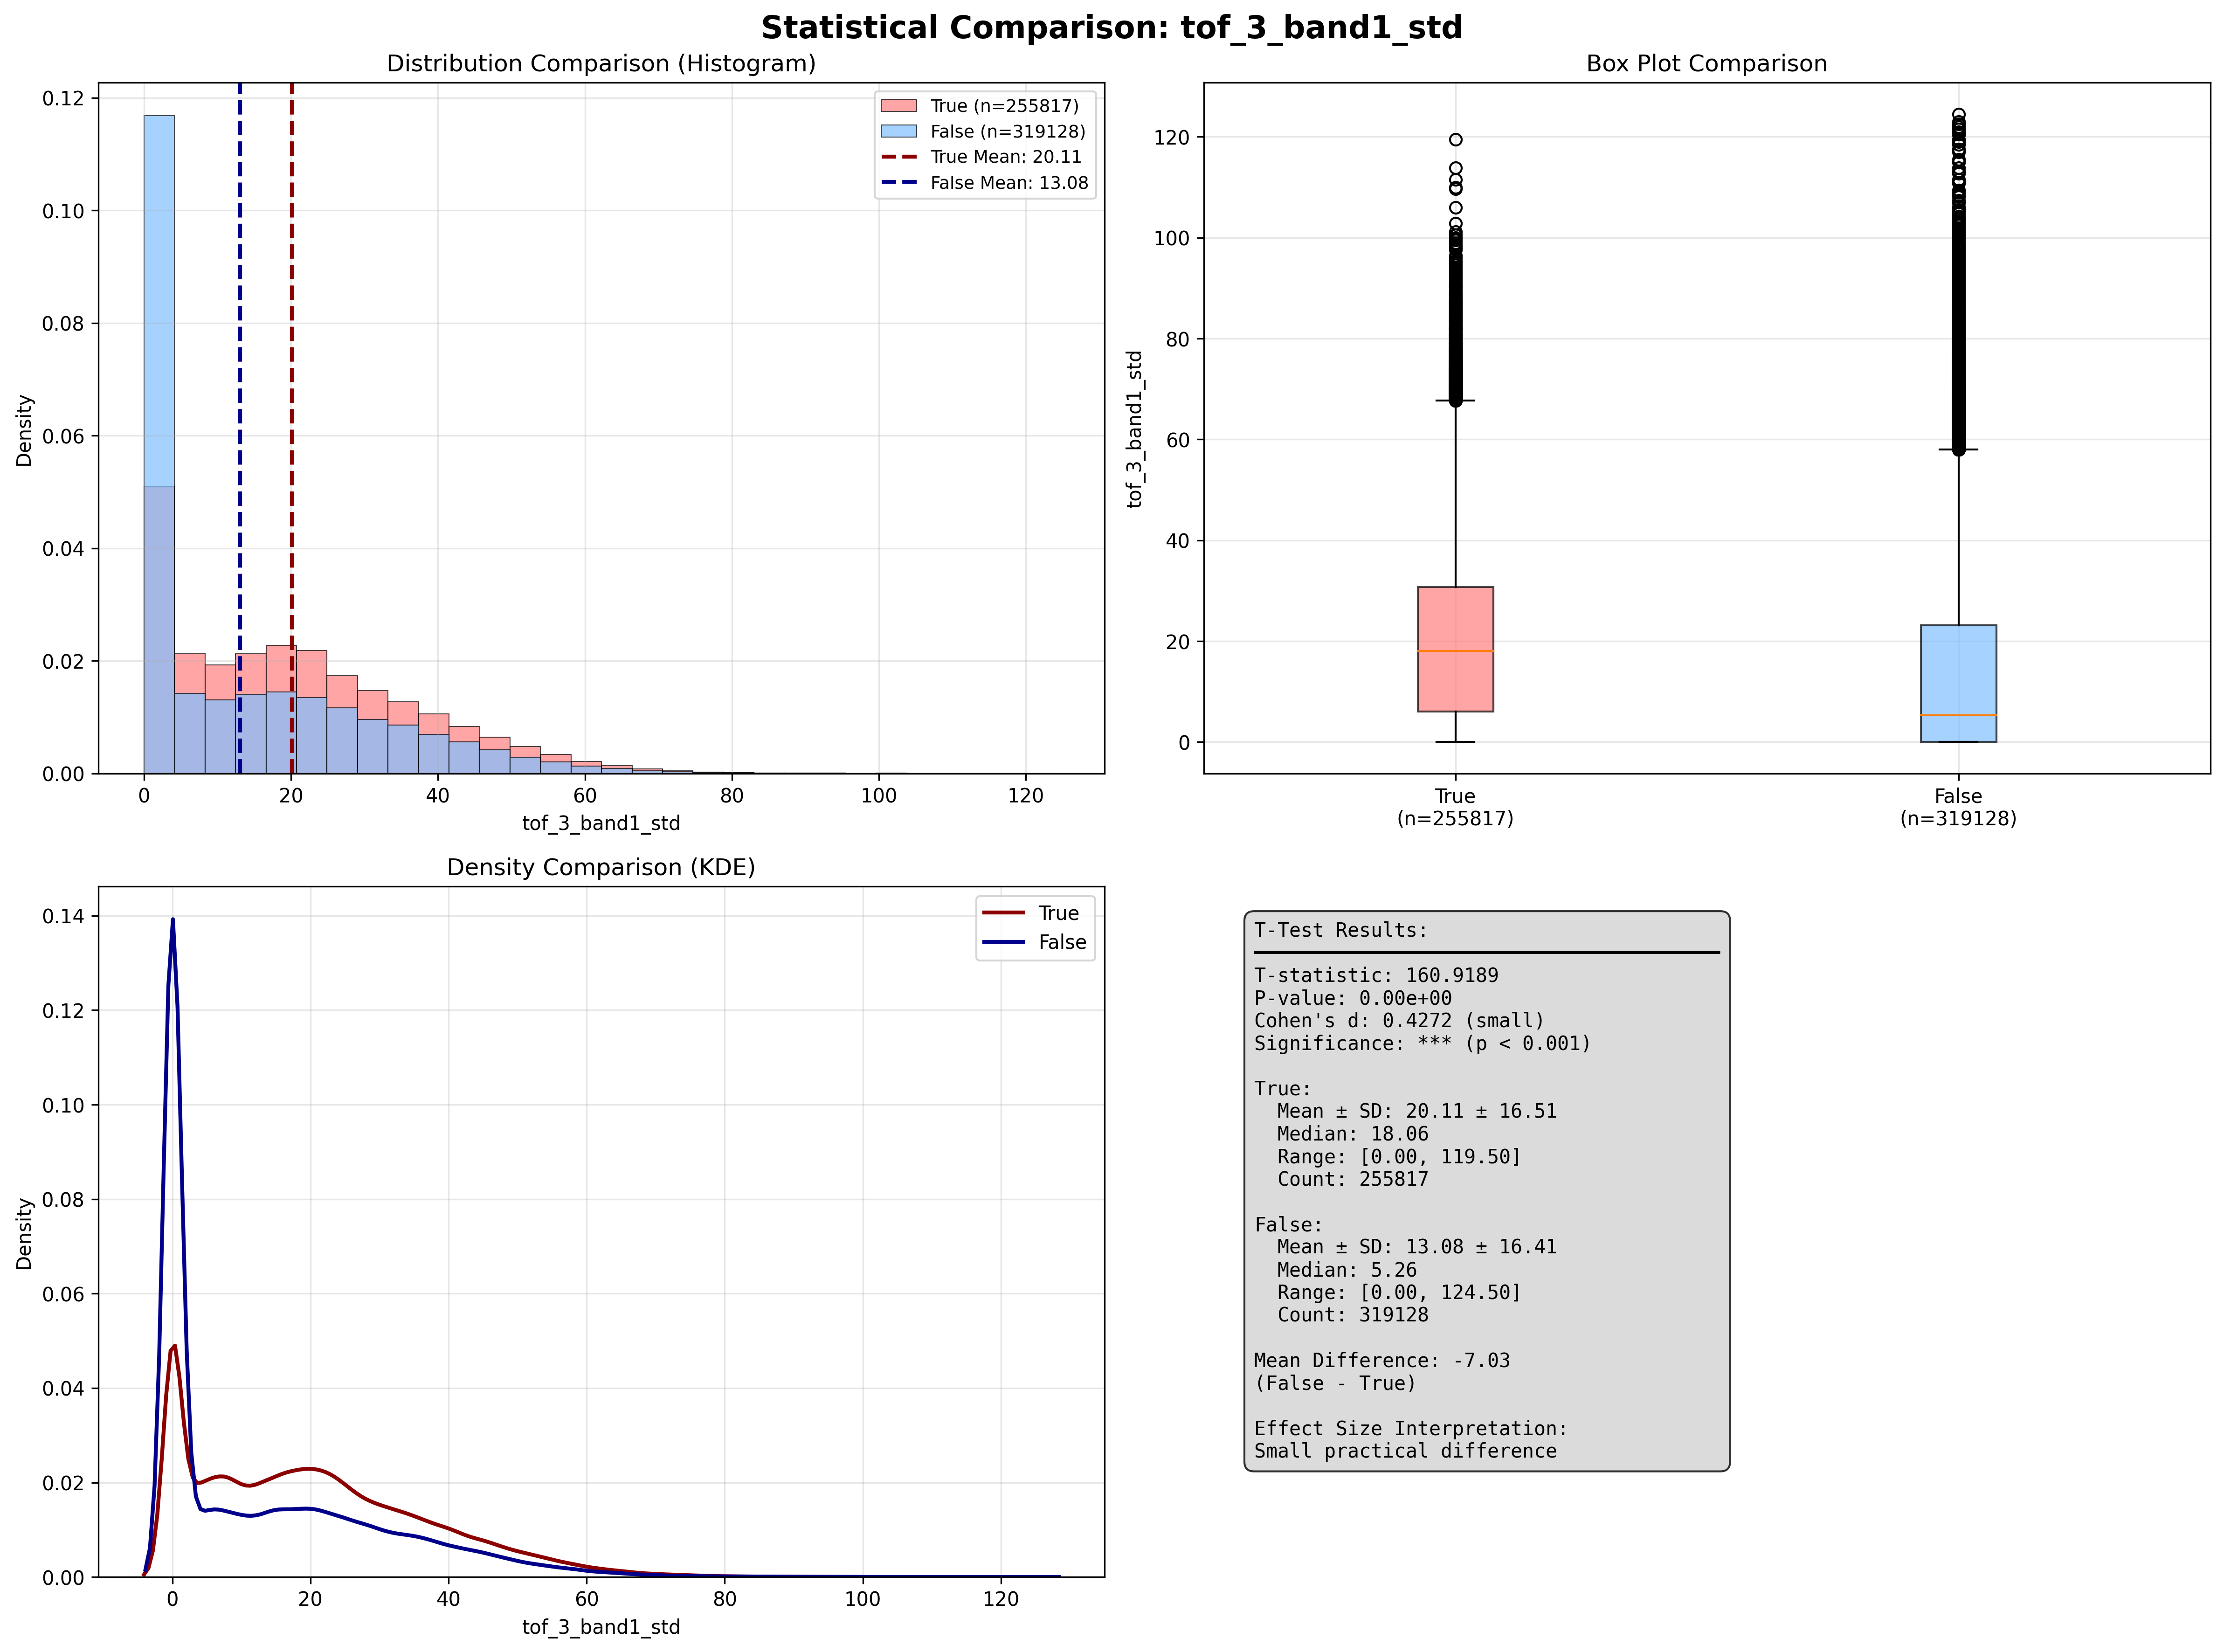 Statistical Comparison: tof_3_band1_std
Distribution Comparison (Histogram)
0.12
0.10
0.08
0.06
0.04
0.02
0.00
Density
True (n=255817)
False (n=319128)
True Mean: 20.11
False Mean: 13.08
0
20
40
60
80
100
120
tof_3_band1_std
Box Plot Comparison
120
100
80
60
40
20
0
tof_3_band1_std
True
(n=255817)
False
(n=319128)
Density Comparison (KDE)
0.14
0.12
0.10
0.08
0.06
0.04
0.02
0.00
Density
True
False
0
20
40
60
80
100
120
tof_3_band1_std
T-Test Results:
T-statistic: 160.9189
P-value: 0.00e+00
Cohen's d: 0.4272 (small)
Significance: *** (p < 0.001)
True:
Mean ± SD: 20.11 ± 16.51
Median: 18.06
Range: [0.00, 119.50]
Count: 255817
False:
Mean ± SD: 13.08 ± 16.41
Median: 5.26
Range: [0.00, 124.50]
Count: 319128
Mean Difference: -7.03
(False - True)
Effect Size Interpretation:
Small practical difference